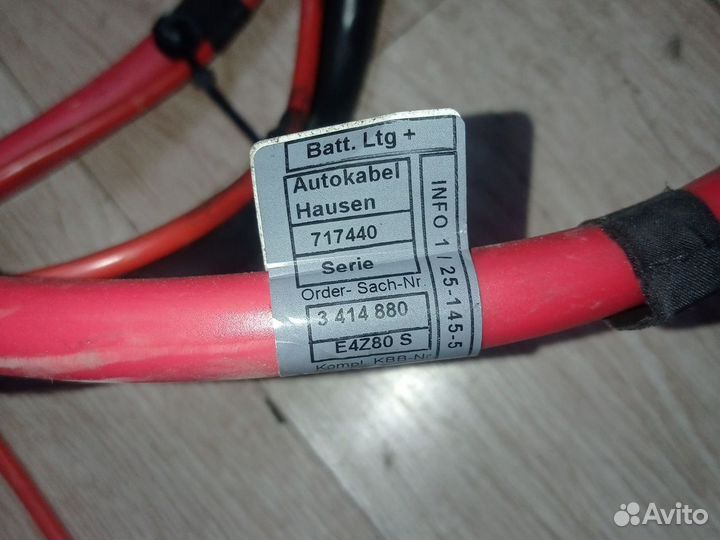 Batt. Ltg +
Autokabel
Hausen
717440
Serie
Order- Sach-Nr.
3 414 880
E4Z80 S
Kompl. KBB-Nr.
INFO 1 / 25-145-5
Avito